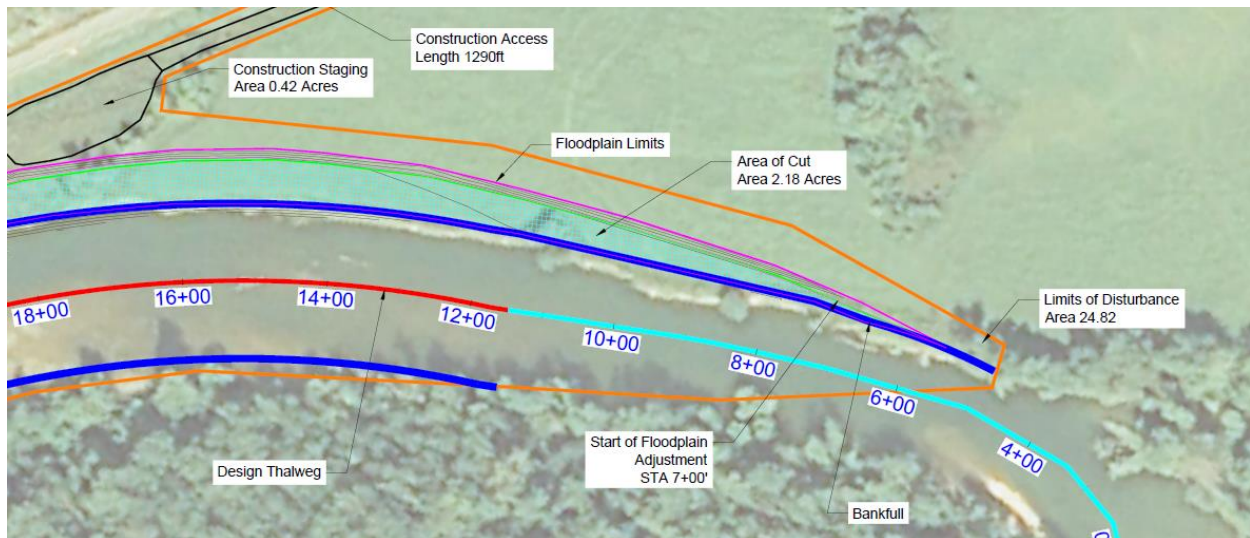 Construction Access
Length 1290ft
Construction Staging
Area 0.42 Acres
Floodplain Limits
Area of Cut
Area 2.18 Acres
Limits of Disturbance
Area 24.82
18+00
16+00
14+00
12+00
10+00
8+00
6+00
4+00
Start of Floodplain
Adjustment
STA 7+00'
Design Thalweg
Bankfull